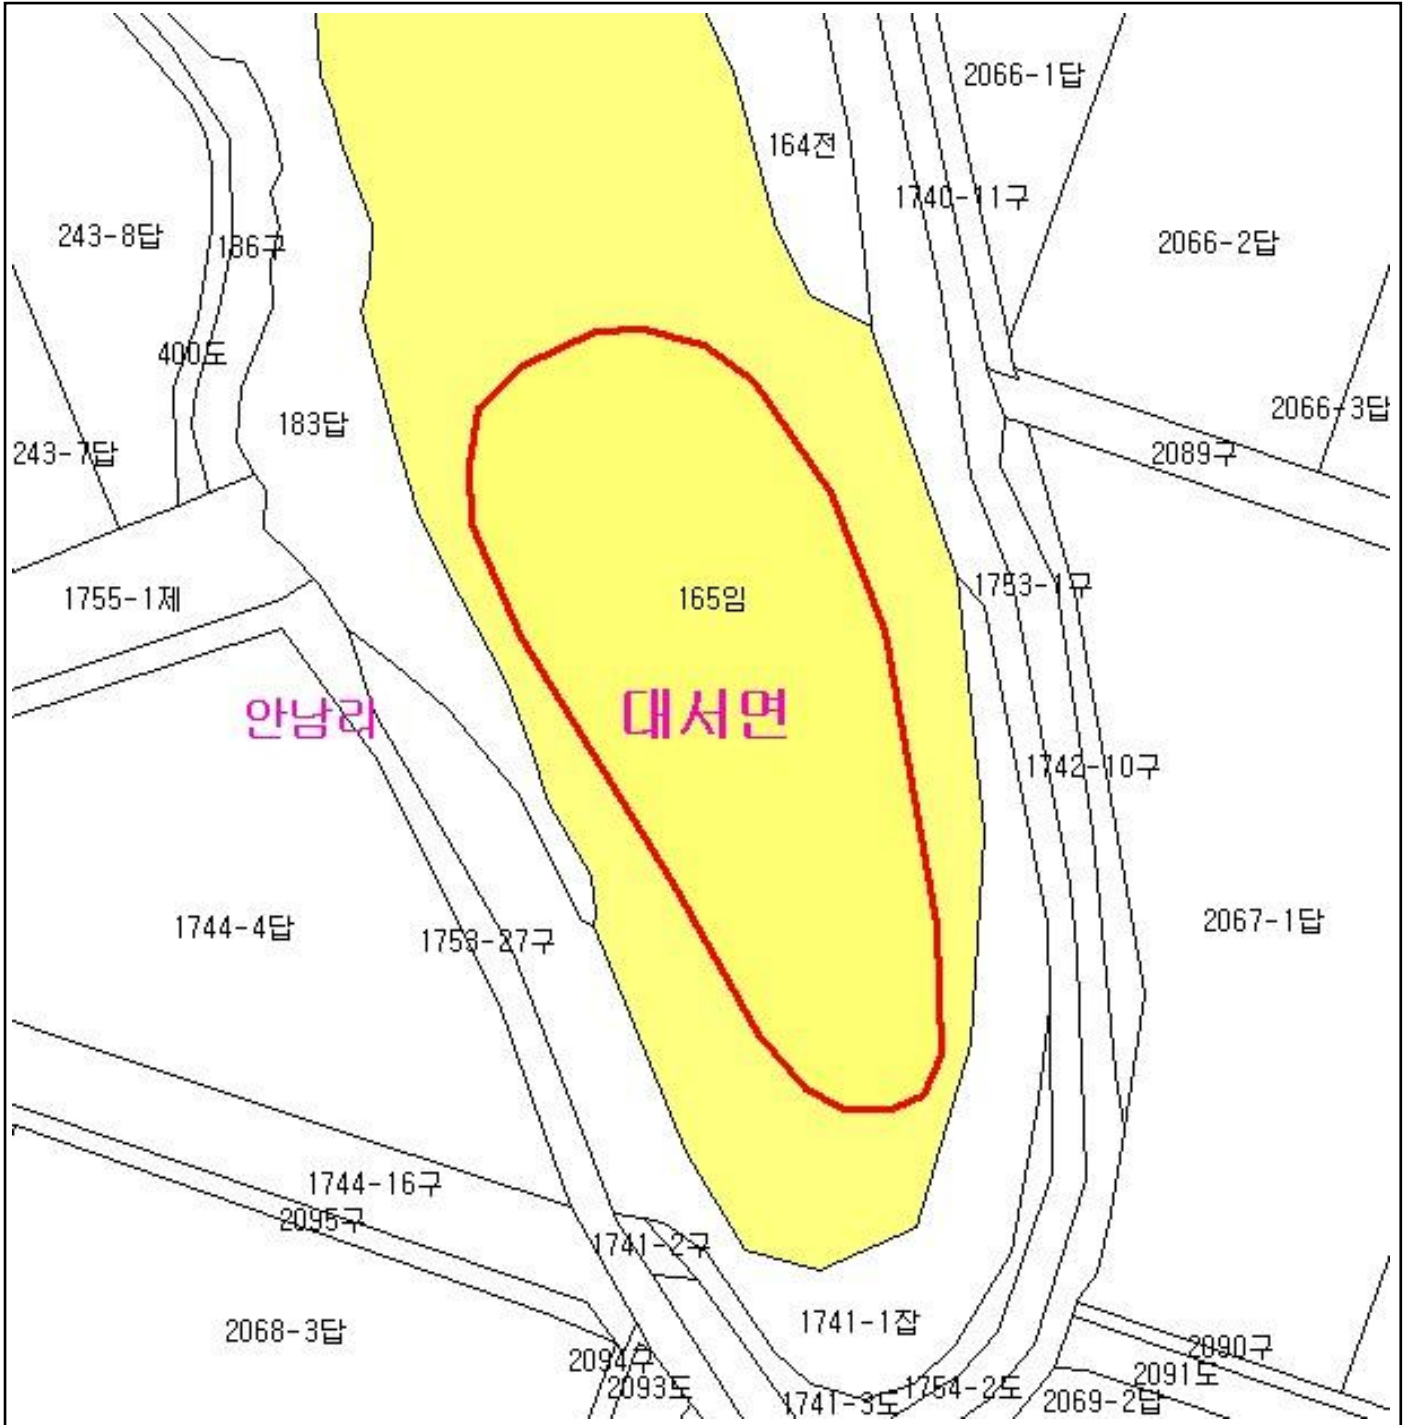 2066-1답
164전
1740-11구
243-8답
186구
2066-2답
400도
183답
2066-3답
243-7답
2089구
1755-1제
165임
1753-1구
안남리
대서면
1742-10구
1744-4답
1753-27구
2067-1답
1744-16구
2095구
1741-2구
2068-3답
1741-1잡
2090구
2094구
2093도
2091도
1741-3도
1754-2도
2069-2답